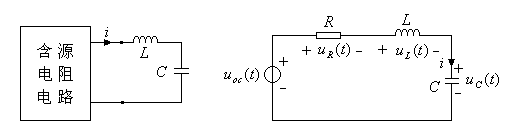 含源
电阻
电路
i
L
C
R
L
+ u_R(t) −
+ u_L(t) −
i
+
u_oc(t)
−
+
C
u_C(t)
−